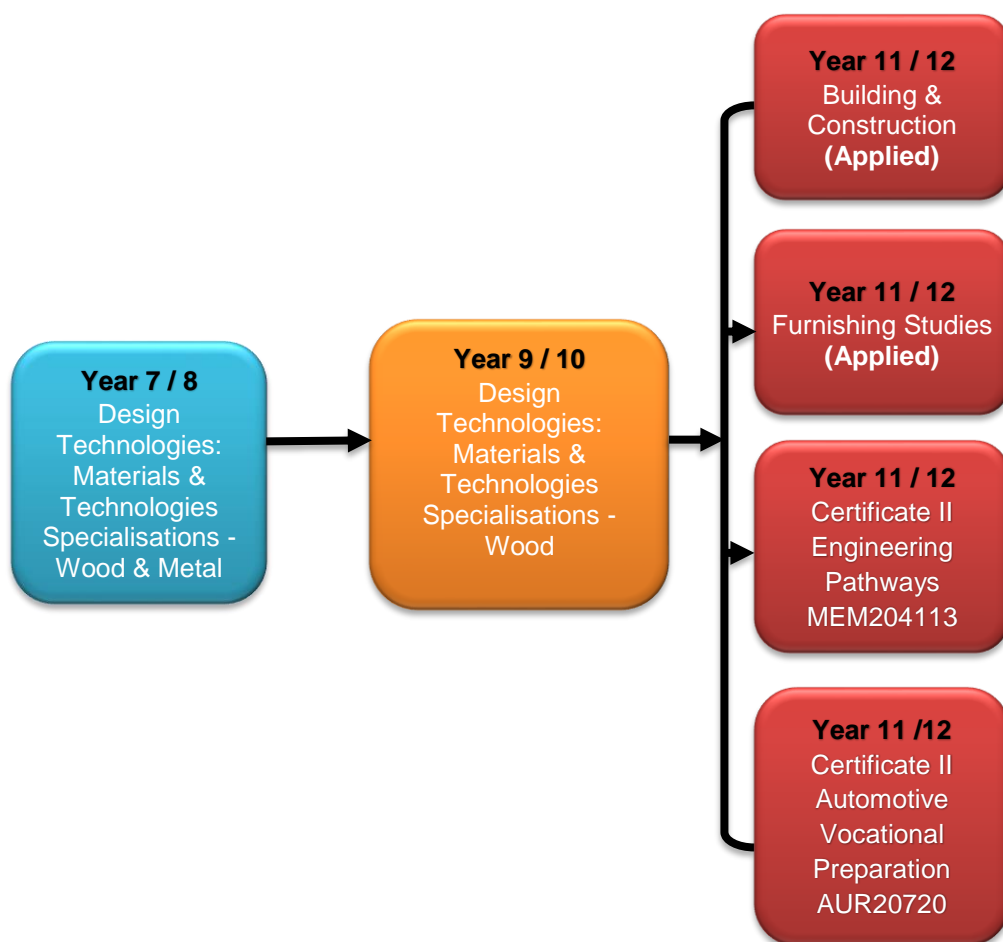 Year 7 / 8
Design
Technologies:
Materials &
Technologies
Specialisations -
Wood & Metal
Year 9 / 10
Design
Technologies:
Materials &
Technologies
Specialisations -
Wood
Year 11 / 12
Building &
Construction
(Applied)
Year 11 / 12
Furnishing Studies
(Applied)
Year 11 / 12
Certificate II
Engineering
Pathways
MEM204113
Year 11 /12
Certificate II
Automotive
Vocational
Preparation
AUR20720